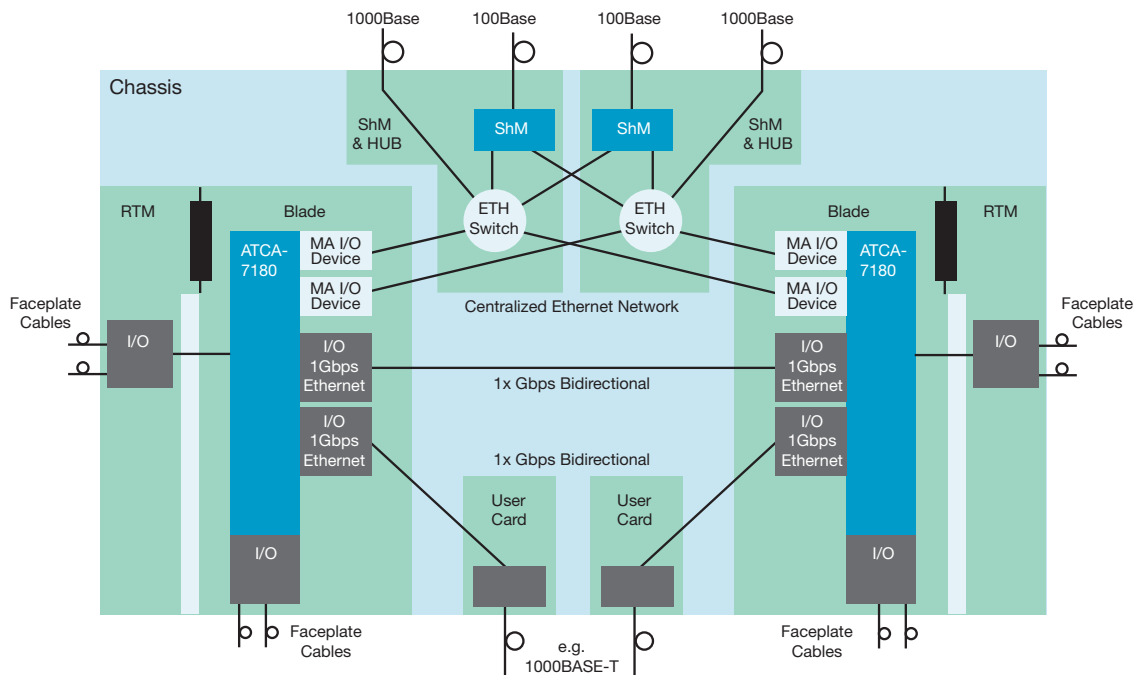 1000Base
100Base
100Base
1000Base
Chassis
ShM
& HUB
ShM
ShM
ShM
& HUB
RTM
Blade
ETH
Switch
ETH
Switch
Blade
RTM
ATCA-
7180
MA I/O
Device
MA I/O
Device
MA I/O
Device
MA I/O
Device
ATCA-
7180
Centralized Ethernet Network
Faceplate
Cables
I/O
I/O
1Gbps
Ethernet
1x Gbps Bidirectional
I/O
1Gbps
Ethernet
I/O
Faceplate
Cables
I/O
1Gbps
Ethernet
1x Gbps Bidirectional
I/O
1Gbps
Ethernet
User
Card
User
Card
I/O
I/O
Faceplate
Cables
e.g.
1000BASE-T
Faceplate
Cables